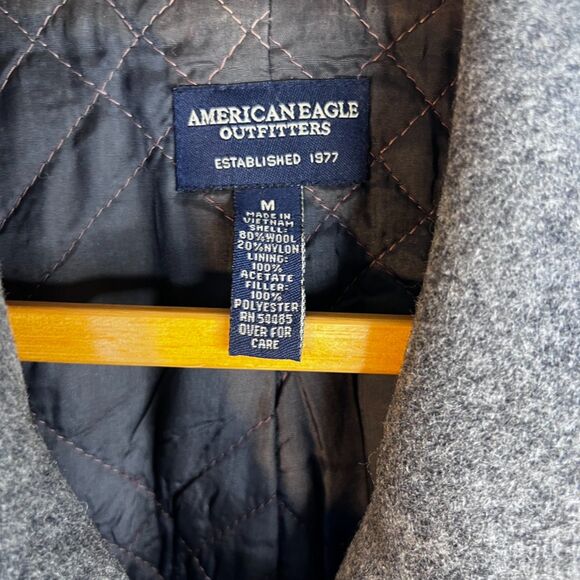 AMERICAN EAGLE
OUTFITTERS
ESTABLISHED 1977
M
MADE IN
VIETNAM
SHELL:
80%WOOL
20%NYLON
LINING:
100%
ACETATE
FILLER:
100%
POLYESTER
RN 54485
OVER FOR
CARE